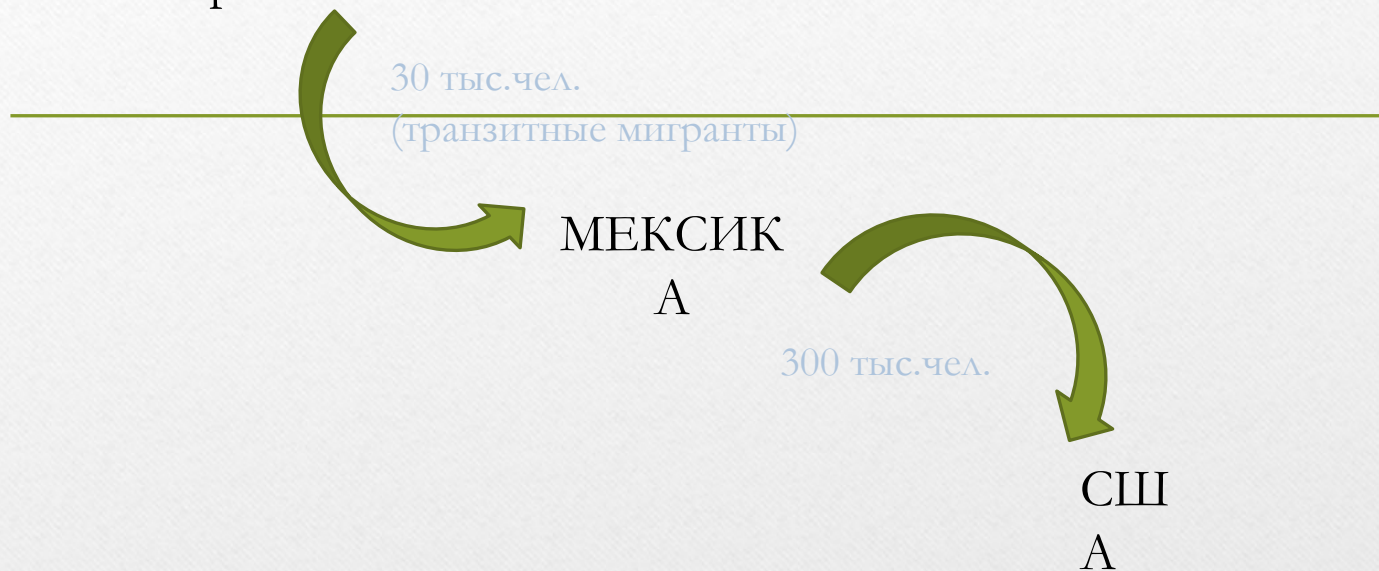 30 тыс.чел.
(транзитные мигранты)
МЕКСИК
А
300 тыс.чел.
СШ
А